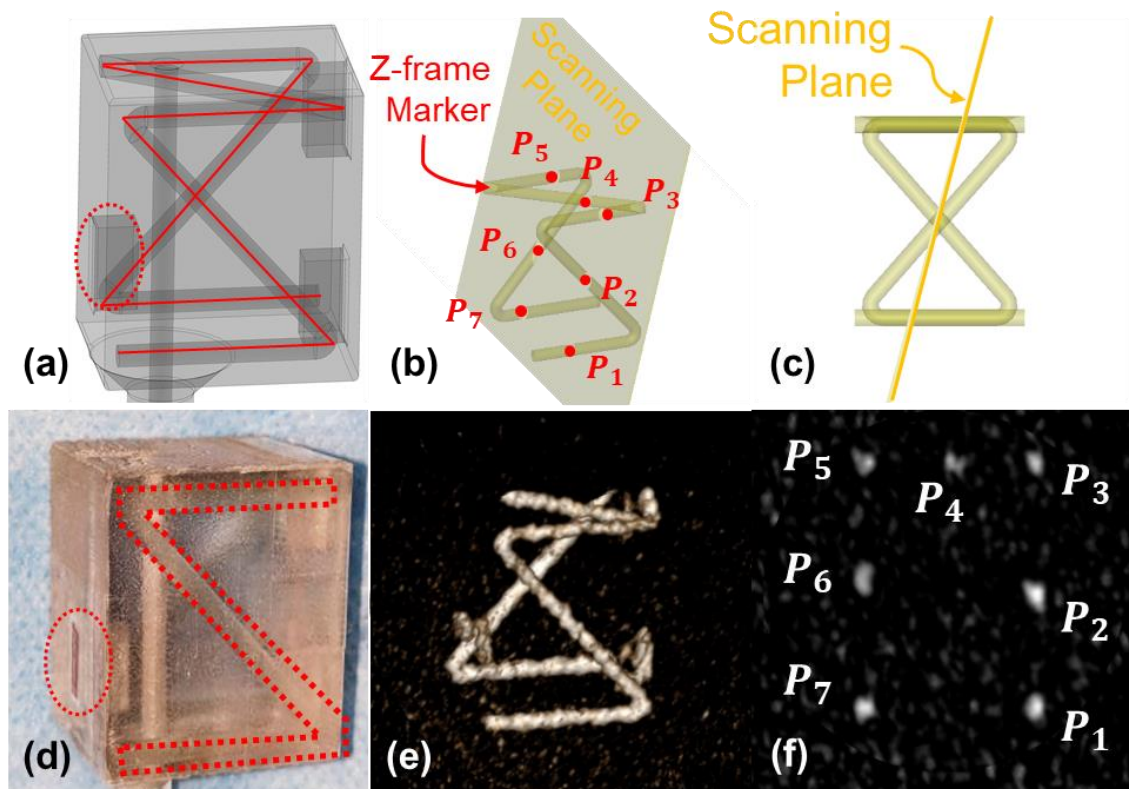 (a)
Z-frame
Marker
Scanning
Plane
P5
P4
P3
P6
P2
P7
P1
(b)
Scanning
Plane
(c)
(d)
(e)
P5
P4
P3
P6
P2
P7
P1
(f)